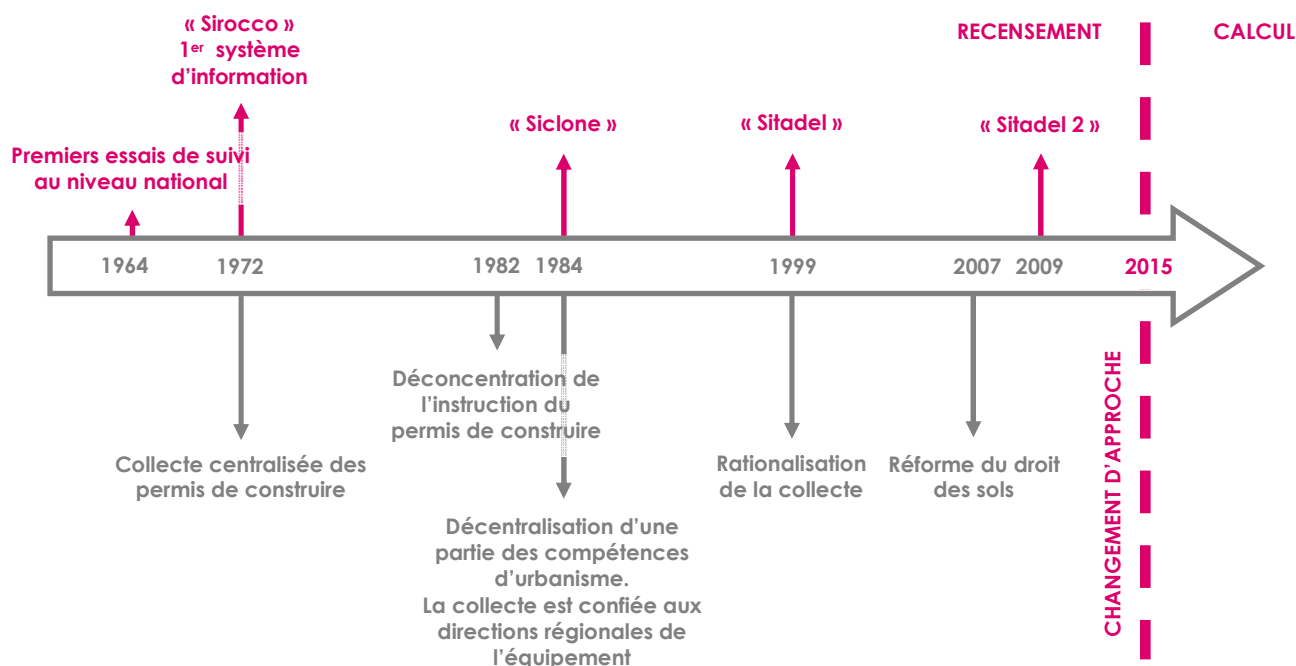 « Sirocco »
1er système
d’information
RECENSEMENT
CALCUL
Premiers essais de suivi
au niveau national
« Siclone »
« Sitadel »
« Sitadel 2 »
1964
1972
1982
1984
1999
2007
2009
2015
Déconcentration de
l’instruction du
permis de construire
Collecte centralisée des
permis de construire
Décentralisation d’une
partie des compétences
d’urbanisme.
La collecte est confiée aux
directions régionales de
l’équipement
Rationalisation
de la collecte
Réforme du droit
des sols
CHANGEMENT D’APPROCHE